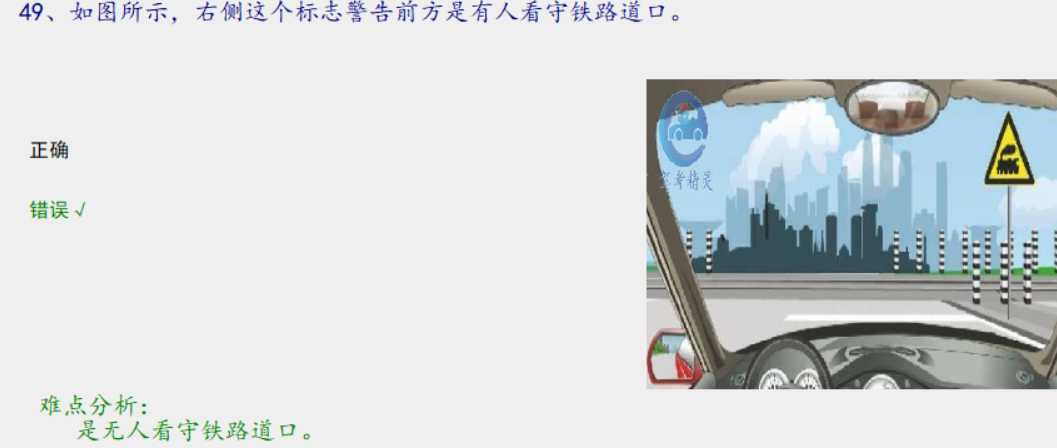 49、如图所示，右侧这个标志警告前方是有人看守铁路道口。
正确
错误 √
驾考精灵
难点分析：
是无人看守铁路道口。